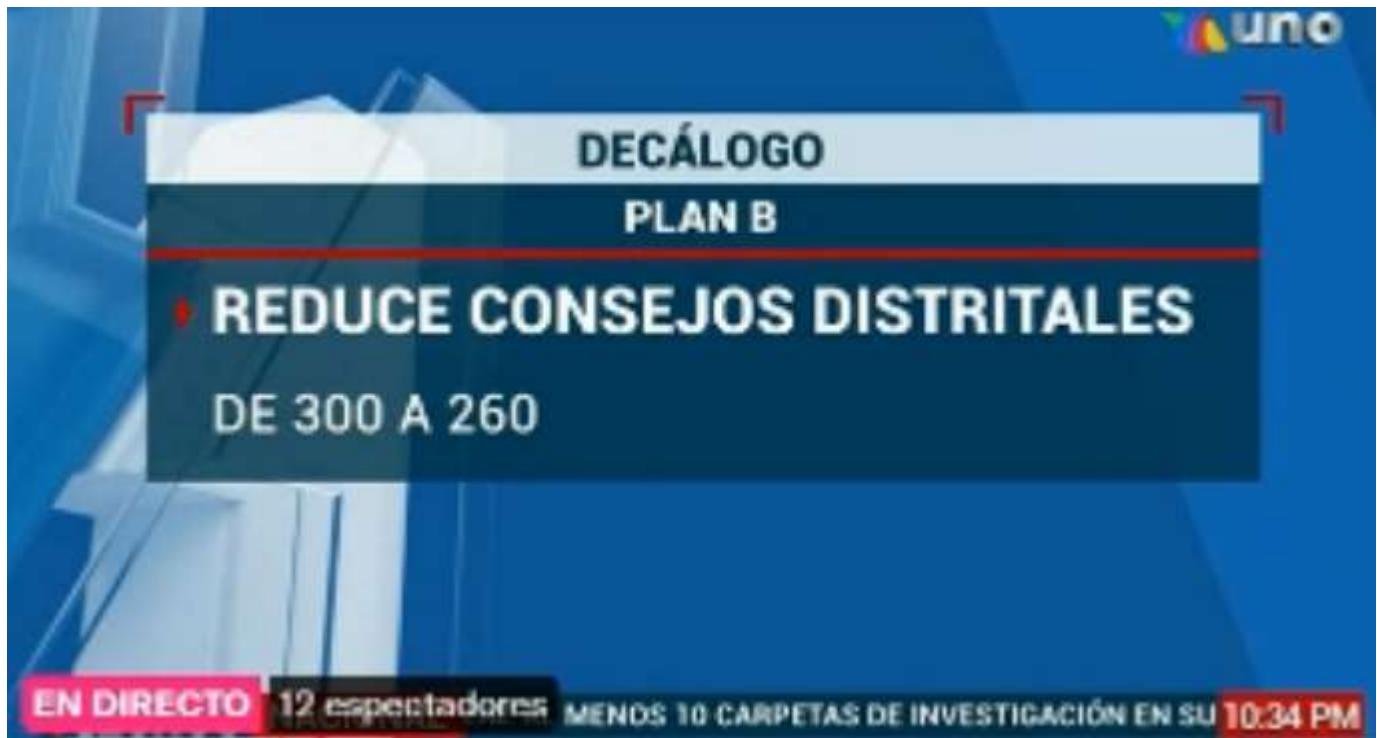 uno
DECÁLOGO
PLAN B
REDUCE CONSEJOS DISTRITALES
DE 300 A 260
EN DIRECTO
12 espectadores
MENOS 10 CARPETAS DE INVESTIGACIÓN EN SU
10:34 PM